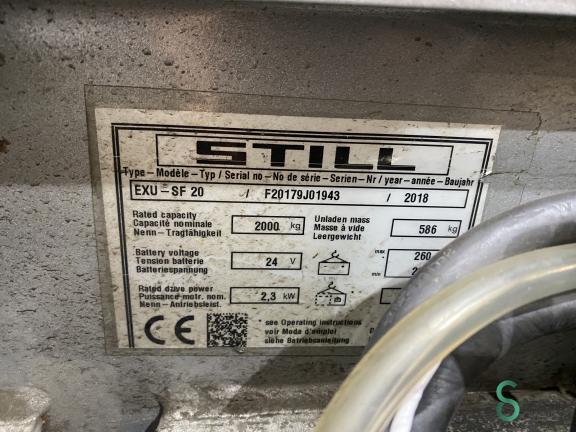 STILL
Type – Modèle – Typ / Serial no – No de série – Serien – Nr / year – année – Baujahr
EXU – SF 20 / F20179J01943 / 2018
Rated capacity
Capacité nominale
Nenn – Tragfähigkeit
2000 kg
Unladen mass
Masse à vide
Leergewicht
586 kg
Battery voltage
Tension batterie
Batteriespannung
24 V
max
260
min
Rated drive power
Puissance motr. nom.
Nenn – Antriebsleist.
2,3 kW
CE
* see Operating instructions
voir Mode d'emploi
siehe Betriebsanleitung